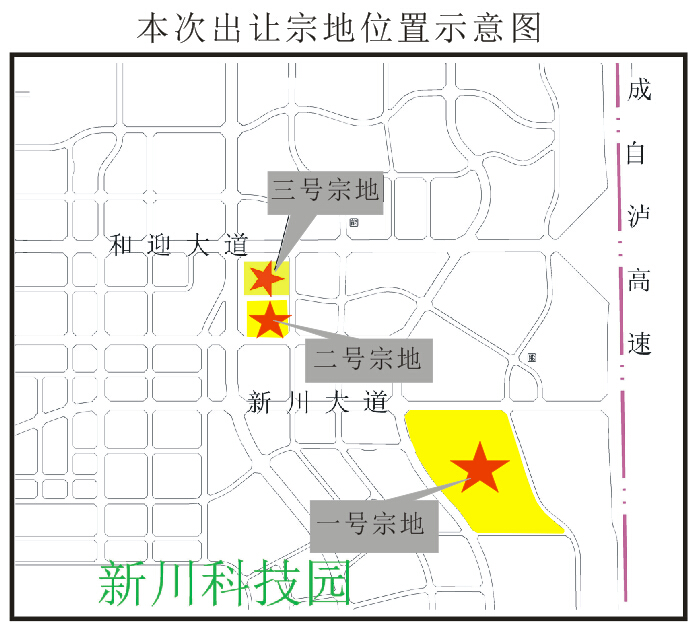 本次出让宗地位置示意图
成自泸高速
三号宗地
和迎大道
二号宗地
新川大道
一号宗地
新川科技园